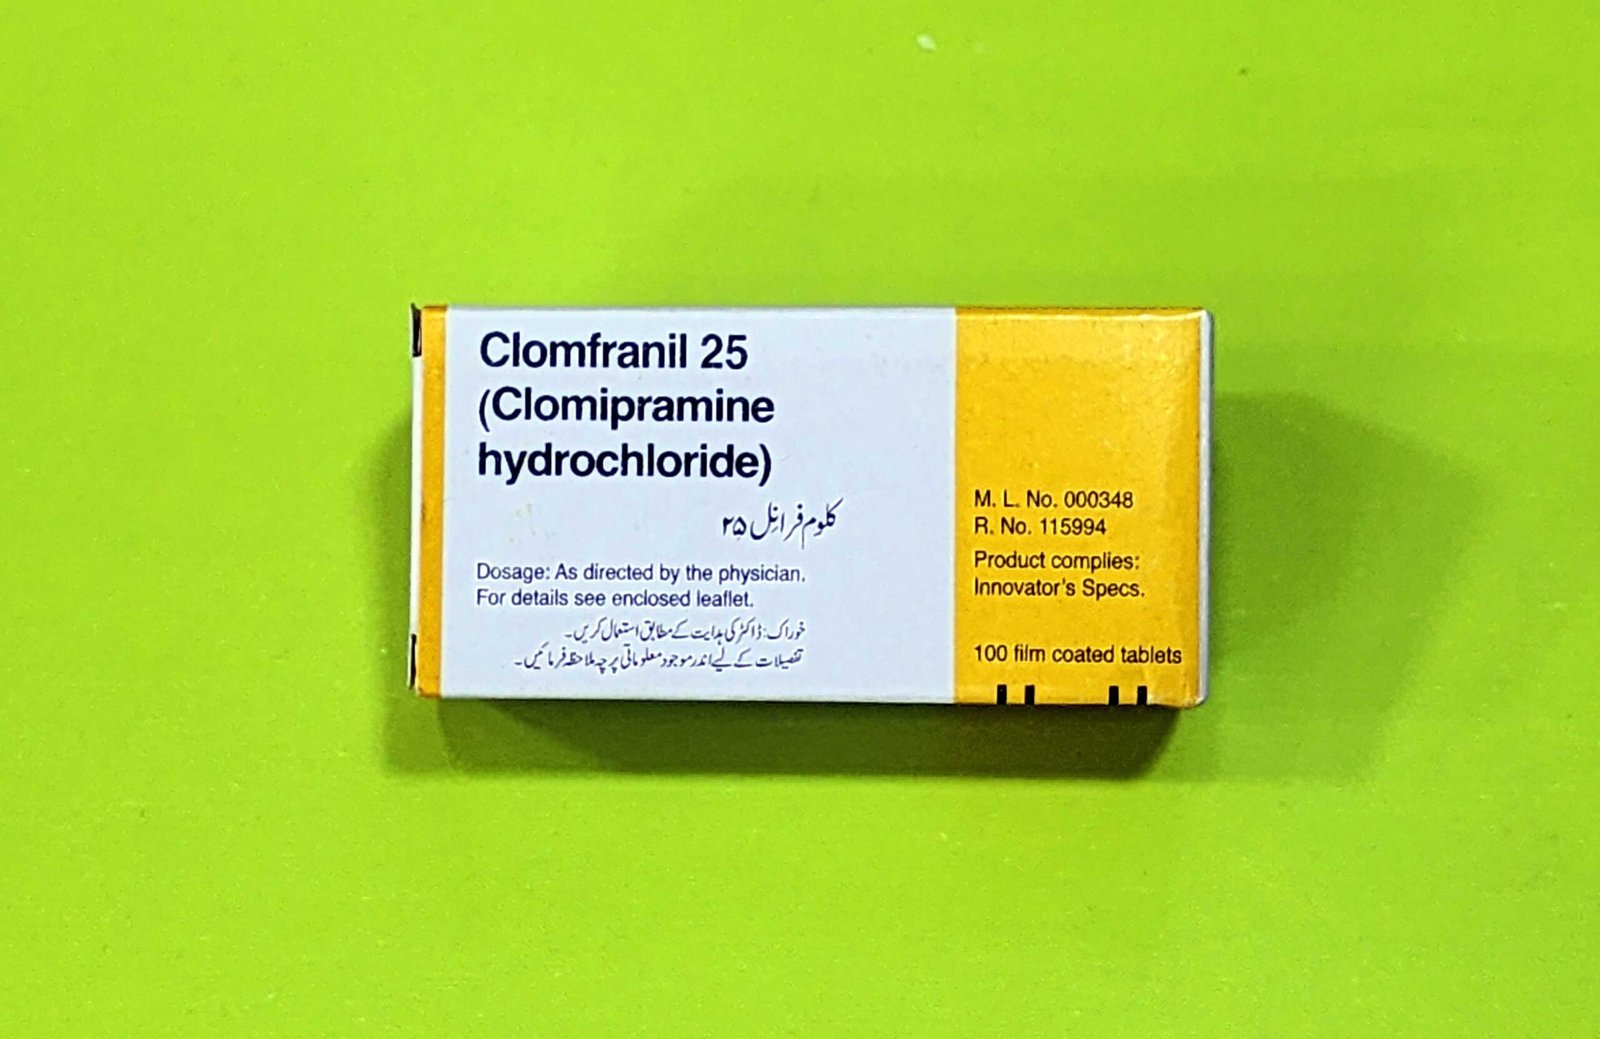 Clomfranil 25
(Clomipramine
hydrochloride)
کلوم فرانل ۲۵
Dosage: As directed by the physician.
For details see enclosed leaflet.
خوراک: ڈاکٹر کی ہدایت کے مطابق استعمال کریں۔
تفصیلات کے لیے اندر موجود معلوماتی پرچہ ملاحظہ فرمائیں۔
M. L. No. 000348
R. No. 115994
Product complies:
Innovator's Specs.
100 film coated tablets